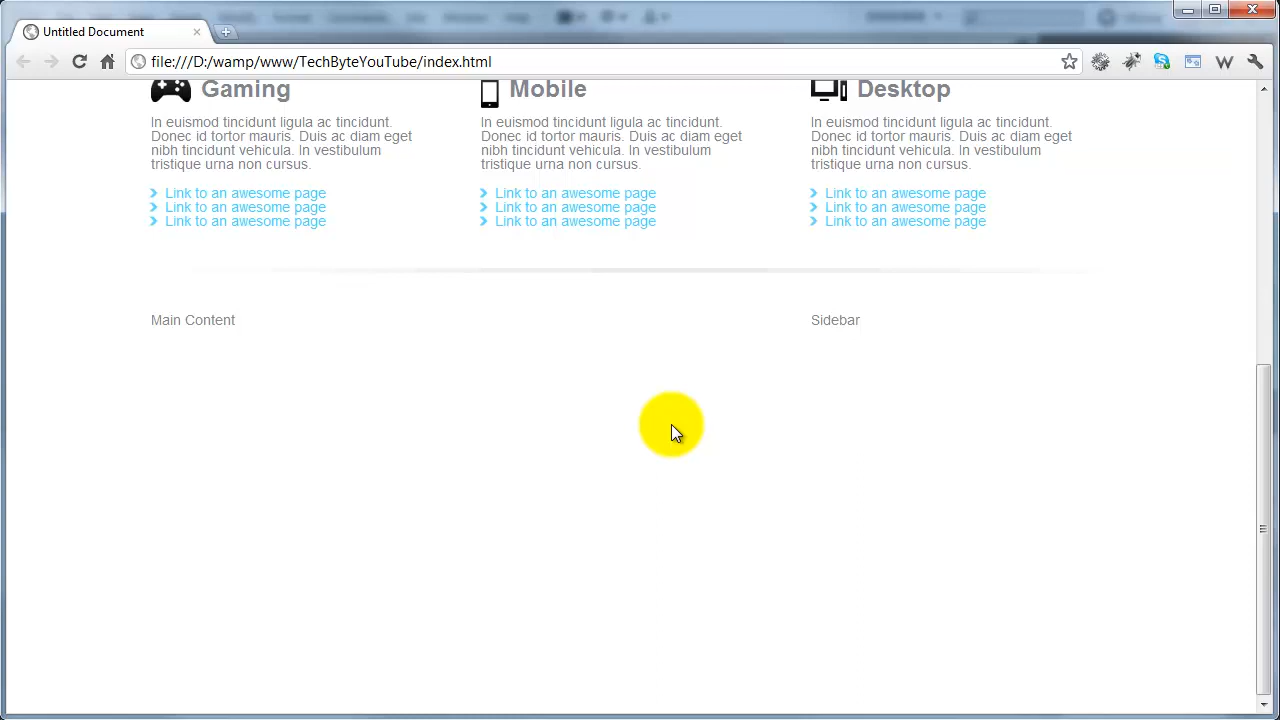 Untitled Document
file:///D:/wamp/www/TechByteYouTube/index.html
W
Gaming
In euismod tincidunt ligula ac tincidunt.
Donec id tortor mauris. Duis ac diam eget
nibh tincidunt vehicula. In vestibulum
tristique urna non cursus.
Link to an awesome page
Link to an awesome page
Link to an awesome page
Mobile
In euismod tincidunt ligula ac tincidunt.
Donec id tortor mauris. Duis ac diam eget
nibh tincidunt vehicula. In vestibulum
tristique urna non cursus.
Link to an awesome page
Link to an awesome page
Link to an awesome page
Desktop
In euismod tincidunt ligula ac tincidunt.
Donec id tortor mauris. Duis ac diam eget
nibh tincidunt vehicula. In vestibulum
tristique urna non cursus.
Link to an awesome page
Link to an awesome page
Link to an awesome page
Main Content
Sidebar